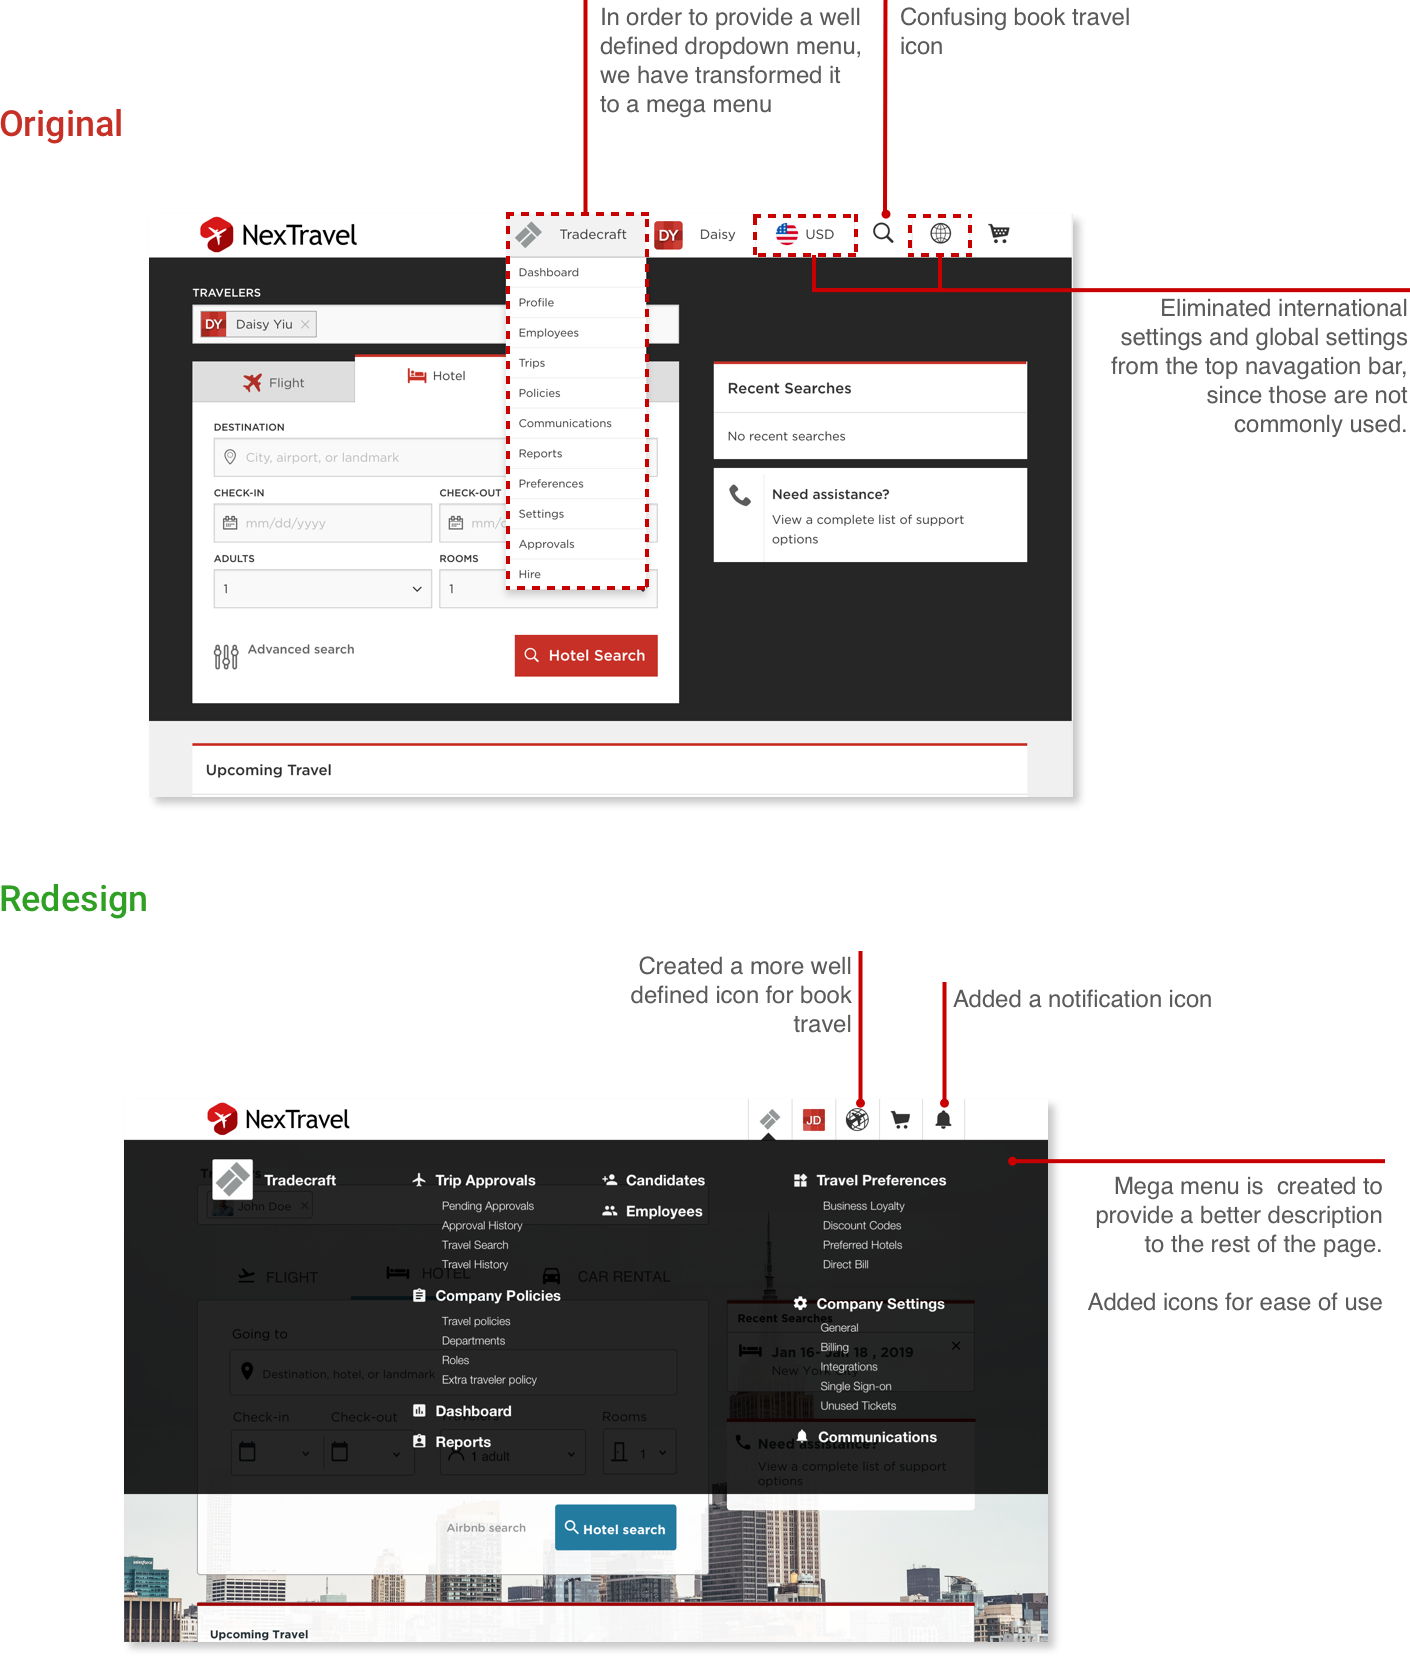 In order to provide a well
defined dropdown menu,
we have transformed it
to a mega menu
Confusing book travel
icon
Original
NexTravel
Tradecraft
DY
Daisy
USD
Dashboard
Profile
Employees
Trips
Policies
Communications
Reports
Preferences
Settings
Approvals
Hire
TRAVELERS
DY Daisy Yiu ×
Flight
Hotel
DESTINATION
City, airport, or landmark
CHECK-IN
CHECK-OUT
mm/dd/yyyy
ADULTS
ROOMS
1
1
Advanced search
Hotel Search
Recent Searches
No recent searches
Need assistance?
View a complete list of support
options
Upcoming Travel
Eliminated international
settings and global settings
from the top navagation bar,
since those are not
commonly used.
Redesign
Created a more well
defined icon for book
travel
Added a notification icon
NexTravel
JD
Tradecraft
John Doe ×
Trip Approvals
Pending Approvals
Approval History
Travel Search
Travel History
Company Policies
Travel policies
Departments
Roles
Extra traveler policy
Dashboard
Reports
Candidates
Employees
Travel Preferences
Business Loyalty
Discount Codes
Preferred Hotels
Direct Bill
Company Settings
General
Billing
Integrations
Single Sign-on
Unused Tickets
Communications
FLIGHT
HOTEL
CAR RENTAL
Going to
Destination, hotel, or landmark
Check-in
Check-out
Rooms
1 adult
1
Recent Searches
Jan 16- Jan 18 , 2019
New York City
Need assistance?
View a complete list of support
options
Airbnb search
Hotel search
salesforce
Upcoming Travel
Mega menu is created to
provide a better description
to the rest of the page.
Added icons for ease of use